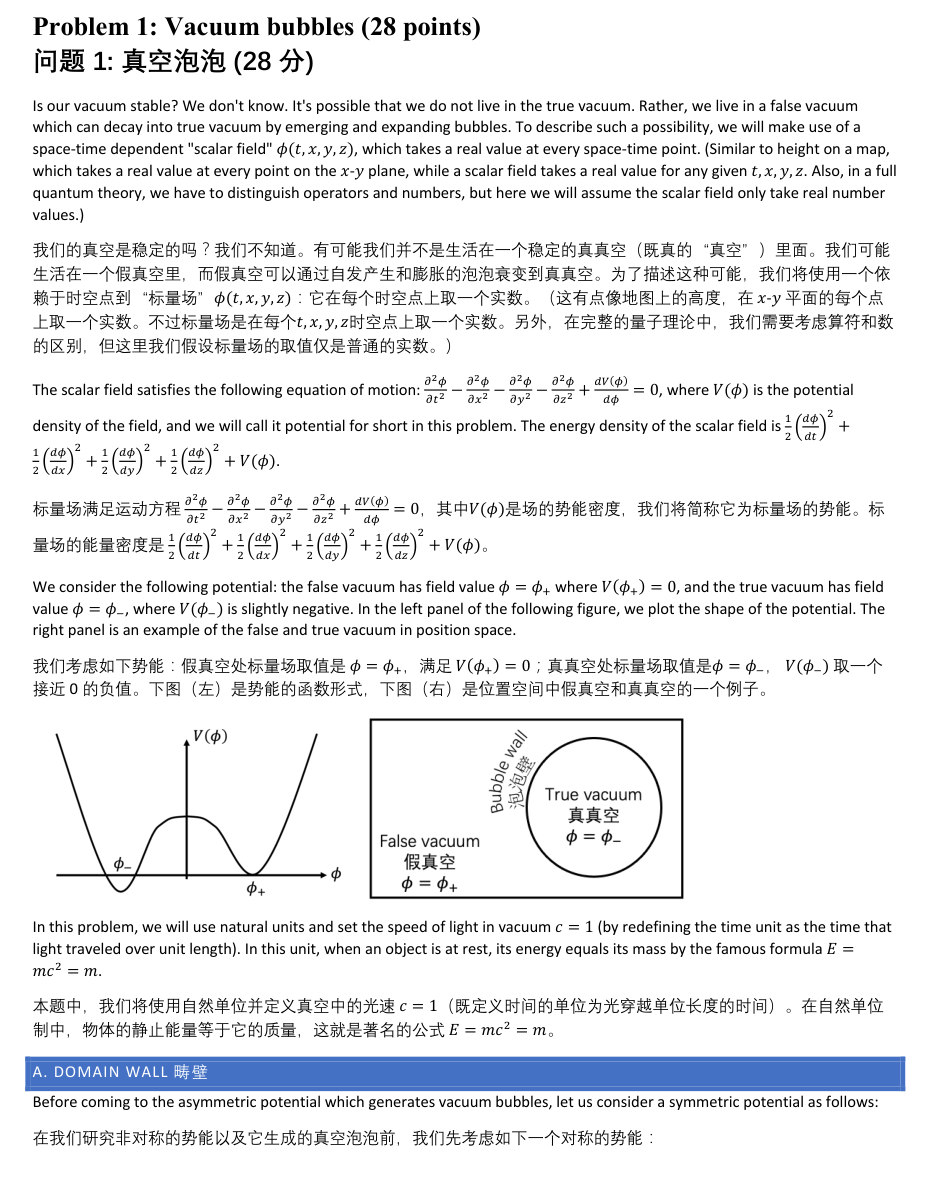 Problem 1: Vacuum bubbles (28 points)
问题 1: 真空泡泡 (28 分)
Is our vacuum stable? We don't know. It's possible that we do not live in the true vacuum. Rather, we live in a false vacuum
which can decay into true vacuum by emerging and expanding bubbles. To describe such a possibility, we will make use of a
space-time dependent "scalar field" ϕ(t, x, y, z), which takes a real value at every space-time point. (Similar to height on a map,
which takes a real value at every point on the x-y plane, while a scalar field takes a real value for any given t, x, y, z. Also, in a full
quantum theory, we have to distinguish operators and numbers, but here we will assume the scalar field only take real number
values.)
我们的真空是稳定的吗？我们不知道。有可能我们并不是生活在一个稳定的真真空（既真的“真空”）里面。我们可能
生活在一个假真空里，而假真空可以通过自发产生和膨胀的泡泡衰变到真真空。为了描述这种可能，我们将使用一个依
赖于时空点到“标量场”ϕ(t, x, y, z)：它在每个时空点上取一个实数。（这有点像地图上的高度，在 x-y 平面的每个点
上取一个实数。不过标量场是在每个t, x, y, z时空点上取一个实数。另外，在完整的量子理论中，我们需要考虑算符和数
的区别，但这里我们假设标量场的取值仅是普通的实数。）
The scalar field satisfies the following equation of motion: ∂²ϕ/∂t² − ∂²ϕ/∂x² − ∂²ϕ/∂y² − ∂²ϕ/∂z² + dV(ϕ)/dϕ = 0, where V(ϕ) is the potential
density of the field, and we will call it potential for short in this problem. The energy density of the scalar field is 1/2 (dϕ/dt)² +
1/2 (dϕ/dx)² + 1/2 (dϕ/dy)² + 1/2 (dϕ/dz)² + V(ϕ).
标量场满足运动方程 ∂²ϕ/∂t² − ∂²ϕ/∂x² − ∂²ϕ/∂y² − ∂²ϕ/∂z² + dV(ϕ)/dϕ = 0，其中V(ϕ)是场的势能密度，我们将简称它为标量场的势能。标
量场的能量密度是 1/2 (dϕ/dt)² + 1/2 (dϕ/dx)² + 1/2 (dϕ/dy)² + 1/2 (dϕ/dz)² + V(ϕ)。
We consider the following potential: the false vacuum has field value ϕ = ϕ₊ where V(ϕ₊) = 0, and the true vacuum has field
value ϕ = ϕ₋, where V(ϕ₋) is slightly negative. In the left panel of the following figure, we plot the shape of the potential. The
right panel is an example of the false and true vacuum in position space.
我们考虑如下势能：假真空处标量场取值是 ϕ = ϕ₊，满足 V(ϕ₊) = 0；真真空处标量场取值是ϕ = ϕ₋， V(ϕ₋) 取一个
接近 0 的负值。下图（左）是势能的函数形式，下图（右）是位置空间中假真空和真真空的一个例子。
V(ϕ)
ϕ₋
ϕ₊
ϕ
Bubble wall
泡泡壁
True vacuum
真真空
ϕ = ϕ₋
False vacuum
假真空
ϕ = ϕ₊
In this problem, we will use natural units and set the speed of light in vacuum c = 1 (by redefining the time unit as the time that
light traveled over unit length). In this unit, when an object is at rest, its energy equals its mass by the famous formula E =
mc² = m.
本题中，我们将使用自然单位并定义真空中的光速 c = 1（既定义时间的单位为光穿越单位长度的时间）。在自然单位
制中，物体的静止能量等于它的质量，这就是著名的公式 E = mc² = m。
A. DOMAIN WALL 畴壁
Before coming to the asymmetric potential which generates vacuum bubbles, let us consider a symmetric potential as follows:
在我们研究非对称的势能以及它生成的真空泡泡前，我们先考虑如下一个对称的势能：